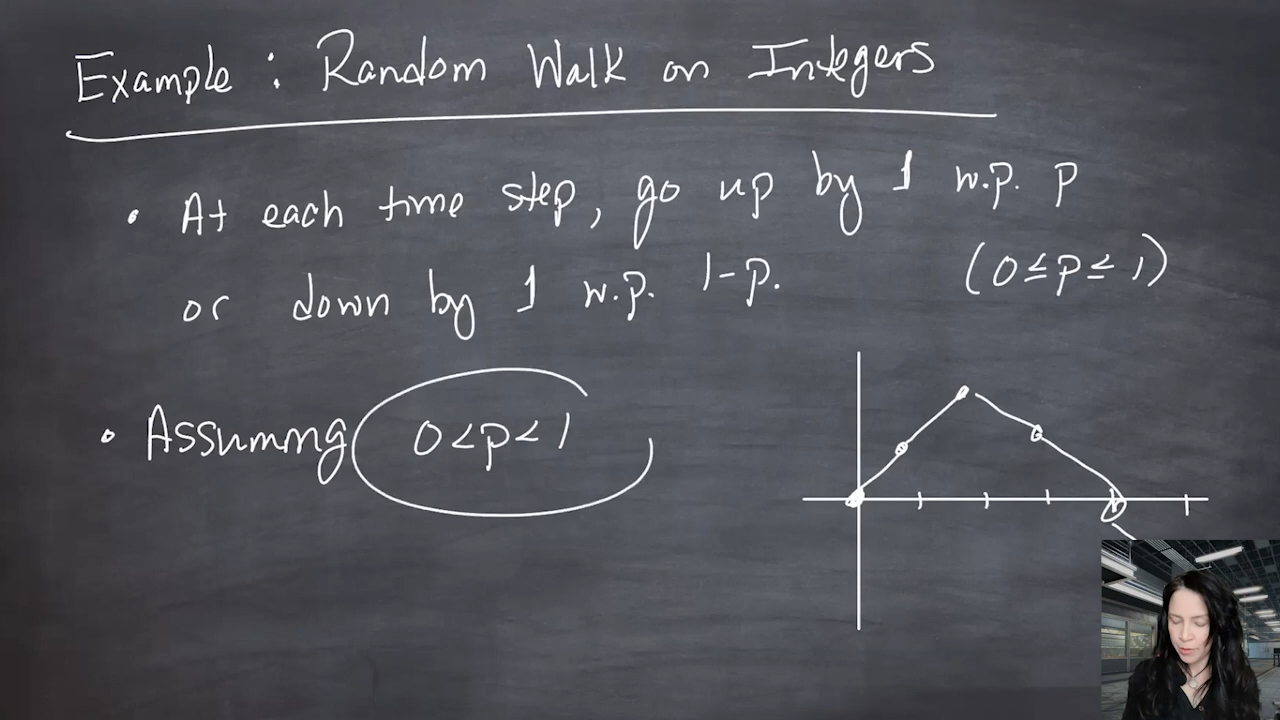 Example : Random Walk on Integers
• At each time step, go up by 1 w.p. p
or down by 1 w.p. 1-p. (0≤p≤1)
• Assuming 0<p<1